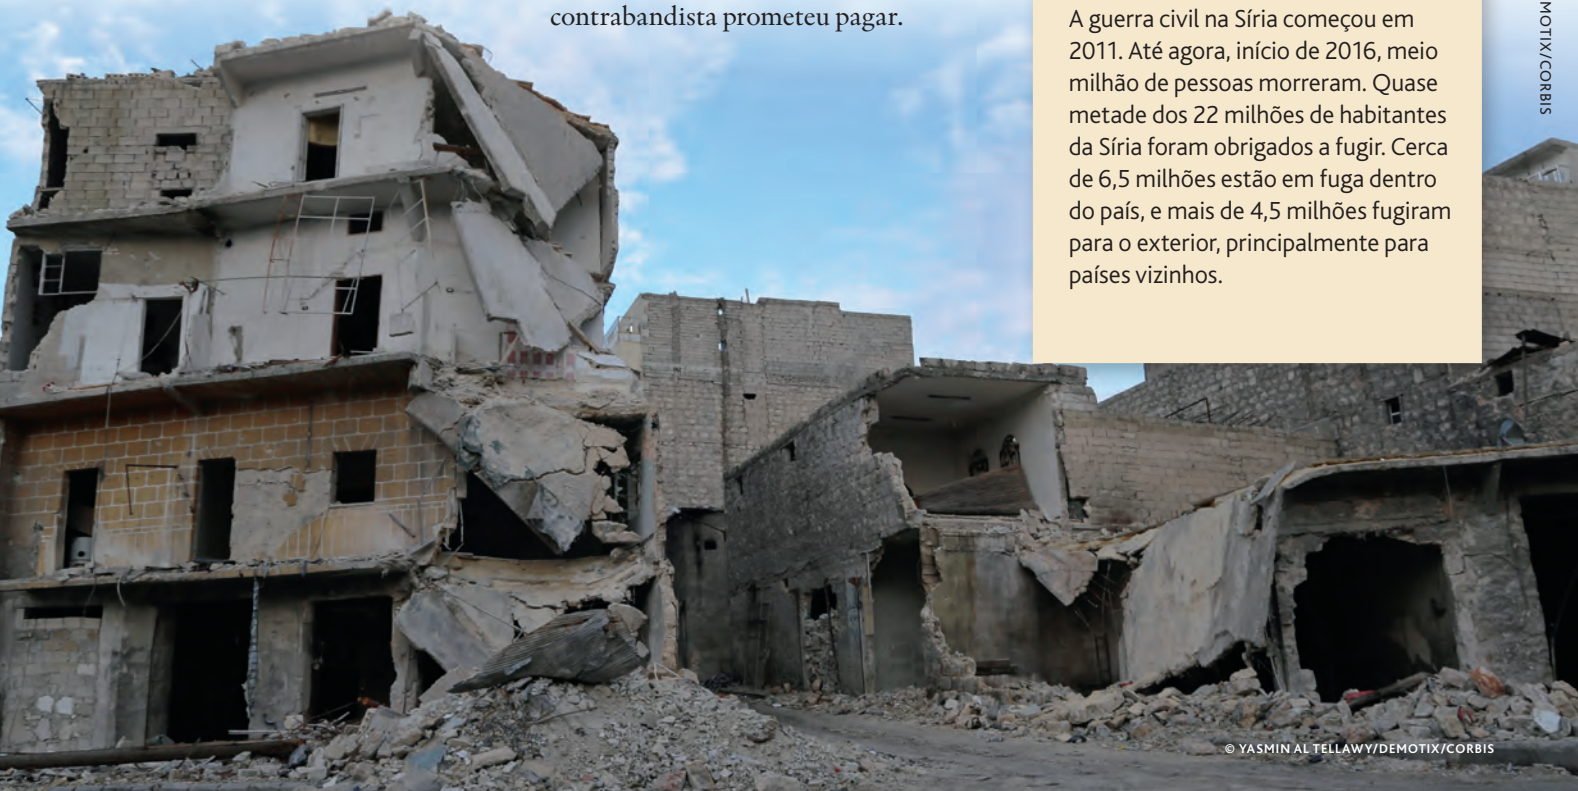 contrabandista prometeu pagar.
A guerra civil na Síria começou em
2011. Até agora, início de 2016, meio
milhão de pessoas morreram. Quase
metade dos 22 milhões de habitantes
da Síria foram obrigados a fugir. Cerca
de 6,5 milhões estão em fuga dentro
do país, e mais de 4,5 milhões fugiram
para o exterior, principalmente para
países vizinhos.
MOTIX/CORBIS
© YASMIN AL TELLAWY/DEMOTIX/CORBIS